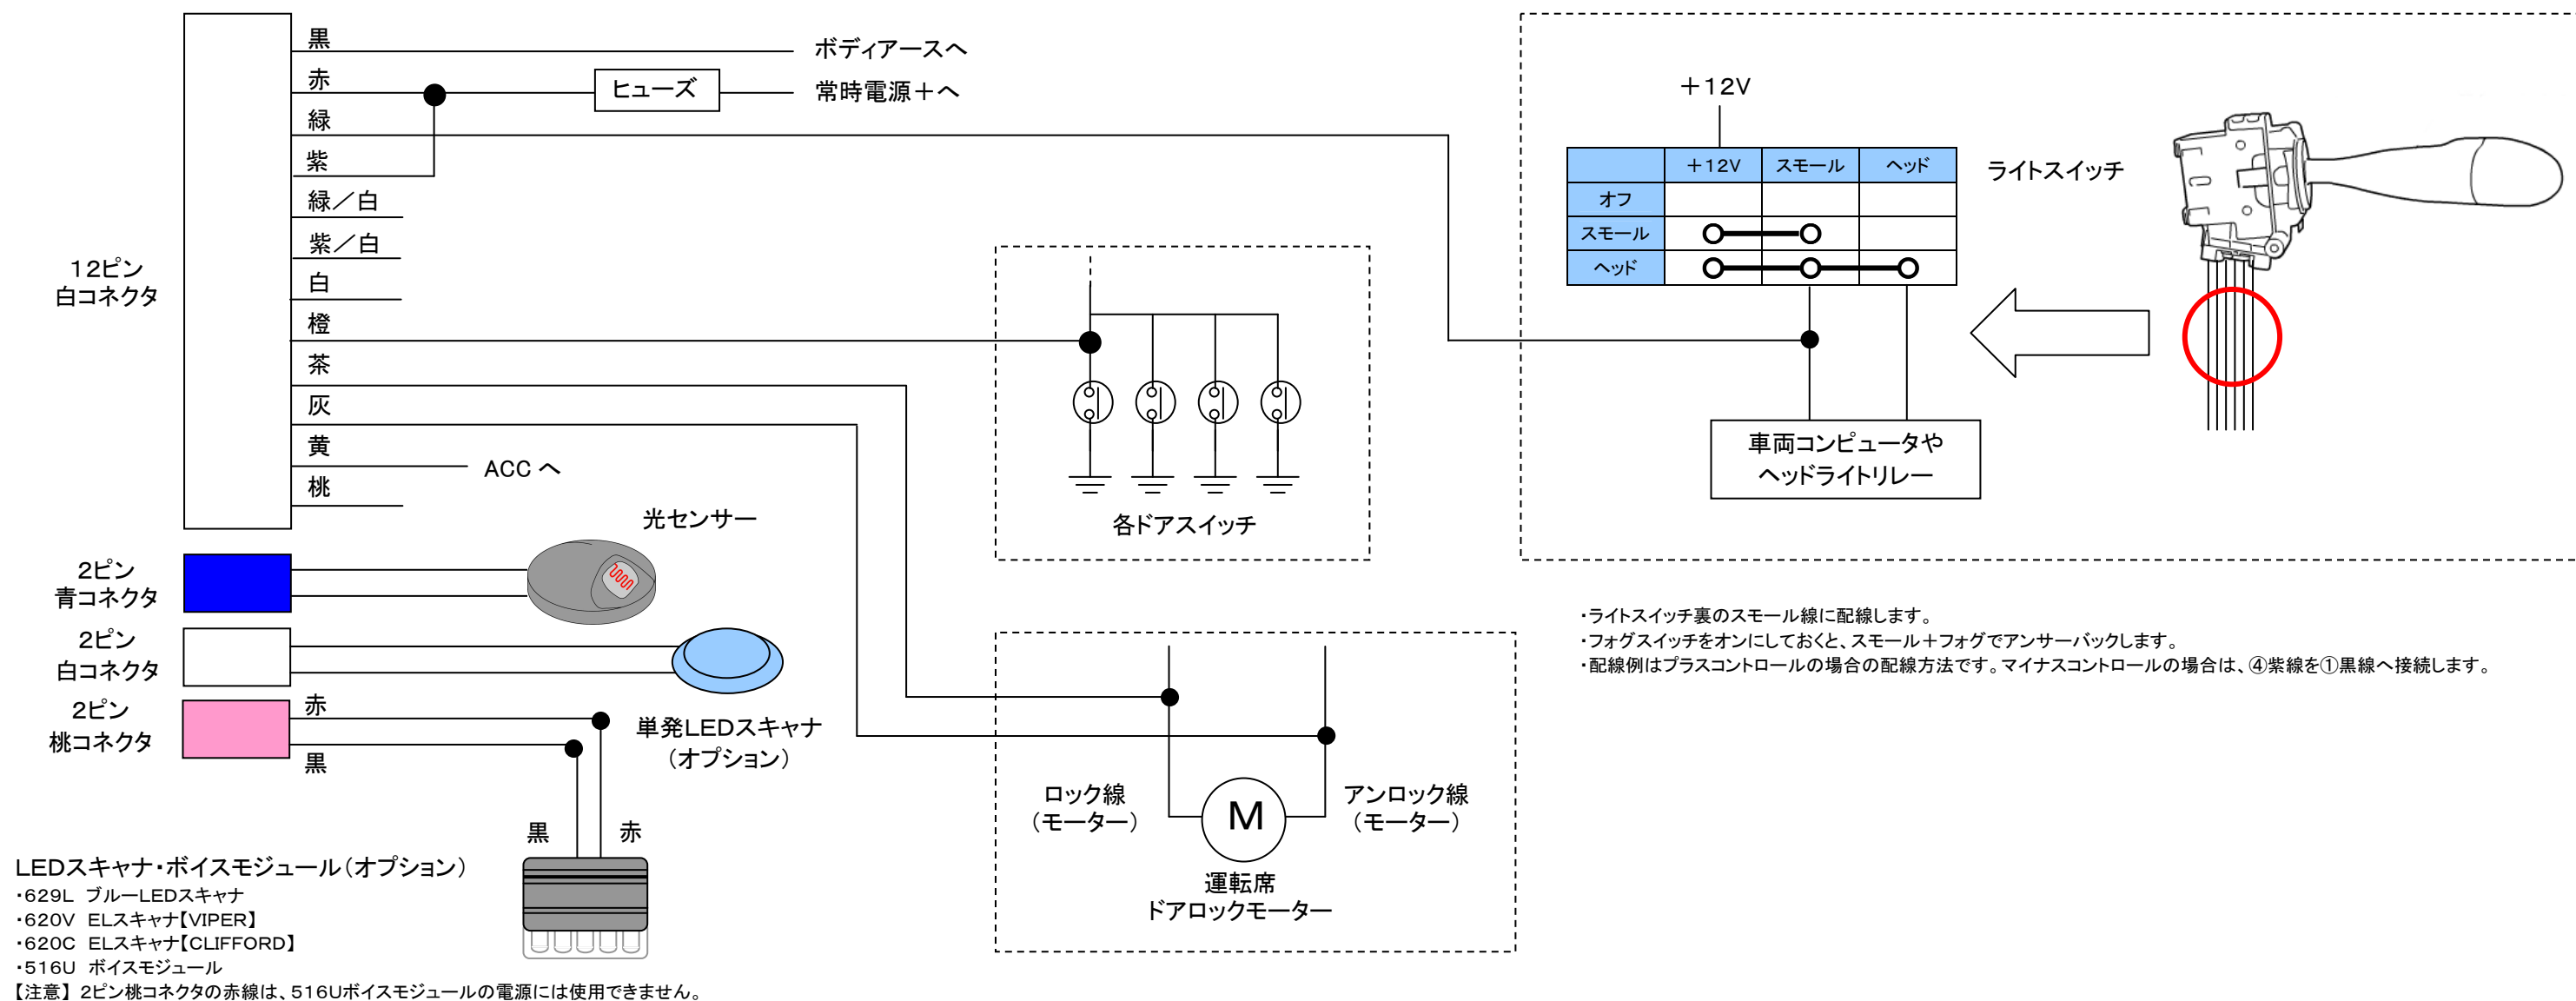 黒
ボディアースへ
赤
ヒューズ
常時電源＋へ
緑
紫
緑／白
紫／白
白
橙
茶
灰
黄
ACC へ
桃
12ピン
白コネクタ
＋12V
＋12V スモール ヘッド
オフ
スモール
ヘッド
ライトスイッチ
車両コンピュータや
ヘッドライトリレー
各ドアスイッチ
光センサー
2ピン
青コネクタ
2ピン
白コネクタ
2ピン
桃コネクタ
赤
黒
単発LEDスキャナ
（オプション）
黒 赤
ロック線
（モーター）
M
アンロック線
（モーター）
運転席
ドアロックモーター
・ライトスイッチ裏のスモール線に配線します。
・フォグスイッチをオンにしておくと、スモール＋フォグでアンサーバックします。
・配線例はプラスコントロールの場合の配線方法です。マイナスコントロールの場合は、④紫線を①黒線へ接続します。
LEDスキャナ・ボイスモジュール（オプション）
・629L ブルーLEDスキャナ
・620V ELスキャナ【VIPER】
・620C ELスキャナ【CLIFFORD】
・516U ボイスモジュール
【注意】 2ピン桃コネクタの赤線は、516Uボイスモジュールの電源には使用できません。